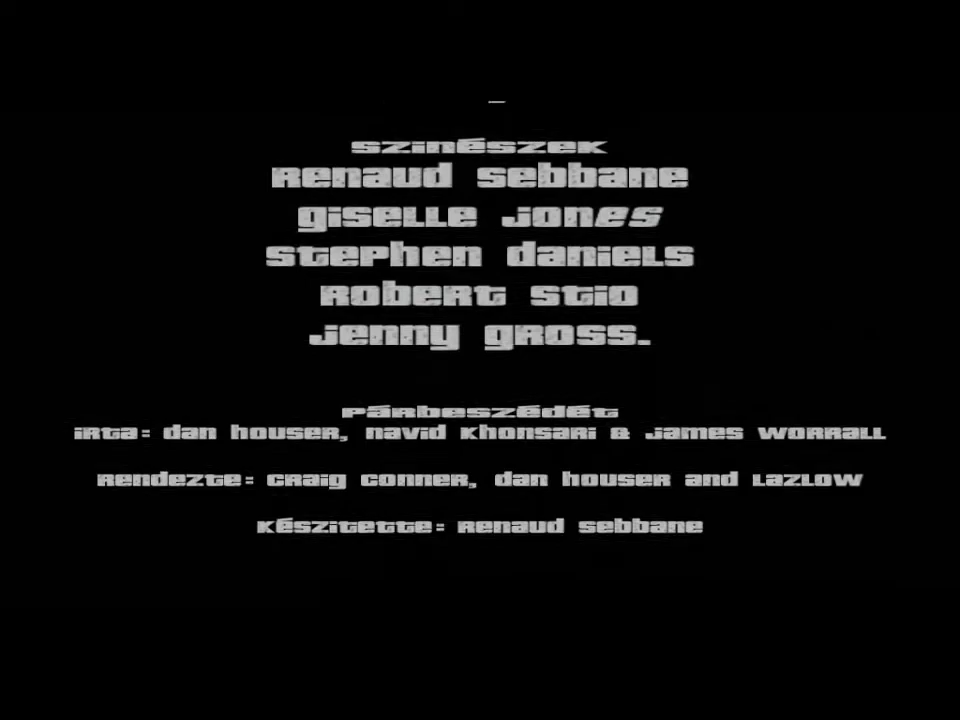 színészek
Renaud Sebbane
Giselle Jones
Stephen Daniels
Robert Stio
Jenny Gross.
Párbeszédét
írta: Dan Houser, Navid Khonsari & James Worrall
Rendezte: Craig Conner, Dan Houser and Lazlow
Készítette: Renaud Sebbane